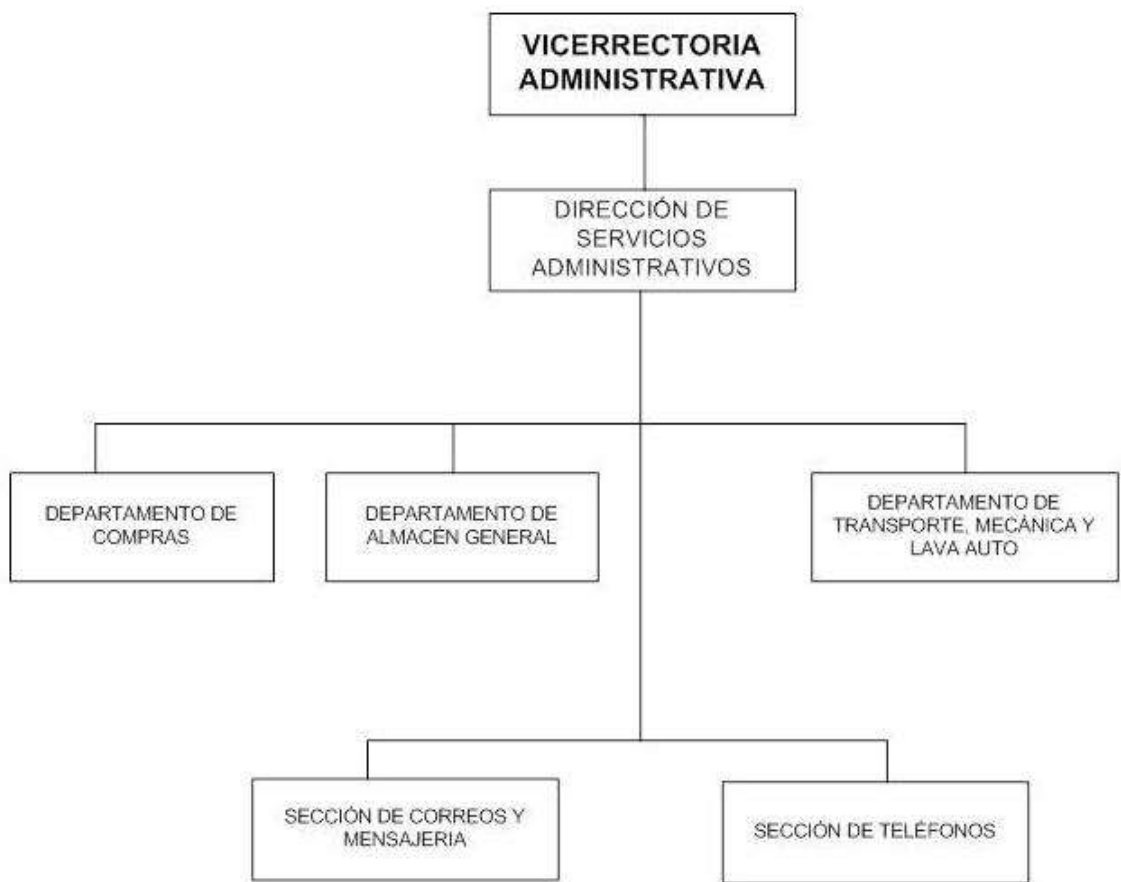 VICERRECTORIA
ADMINISTRATIVA
DIRECCIÓN DE
SERVICIOS
ADMINISTRATIVOS
DEPARTAMENTO DE
COMPRAS
DEPARTAMENTO DE
ALMACÉN GENERAL
DEPARTAMENTO DE
TRANSPORTE, MECÁNICA Y
LAVA AUTO
SECCIÓN DE CORREOS Y
MENSAJERIA
SECCIÓN DE TELÉFONOS